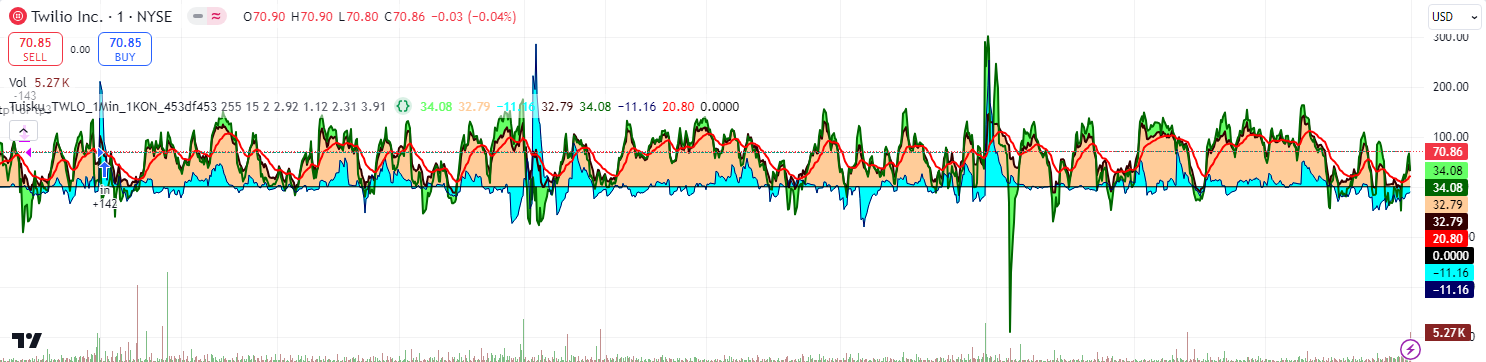 Twilio Inc. · 1 · NYSE
O70.90 H70.90 L70.80 C70.86 −0.03 (−0.04%)
USD
70.85
SELL
0.00
70.85
BUY
Vol 5.27 K
−143
Tuisku_TWLO_1Min_1KON_453df453 255 15 2 2.92 1.12 2.31 3.91 {} 34.08 32.79 −11.16 32.79 34.08 −11.16 20.80 0.0000
+142
300.00
200.00
100.00
70.86
34.08
34.08
32.79
32.79
20.80
0.0000
−11.16
−11.16
5.27 K